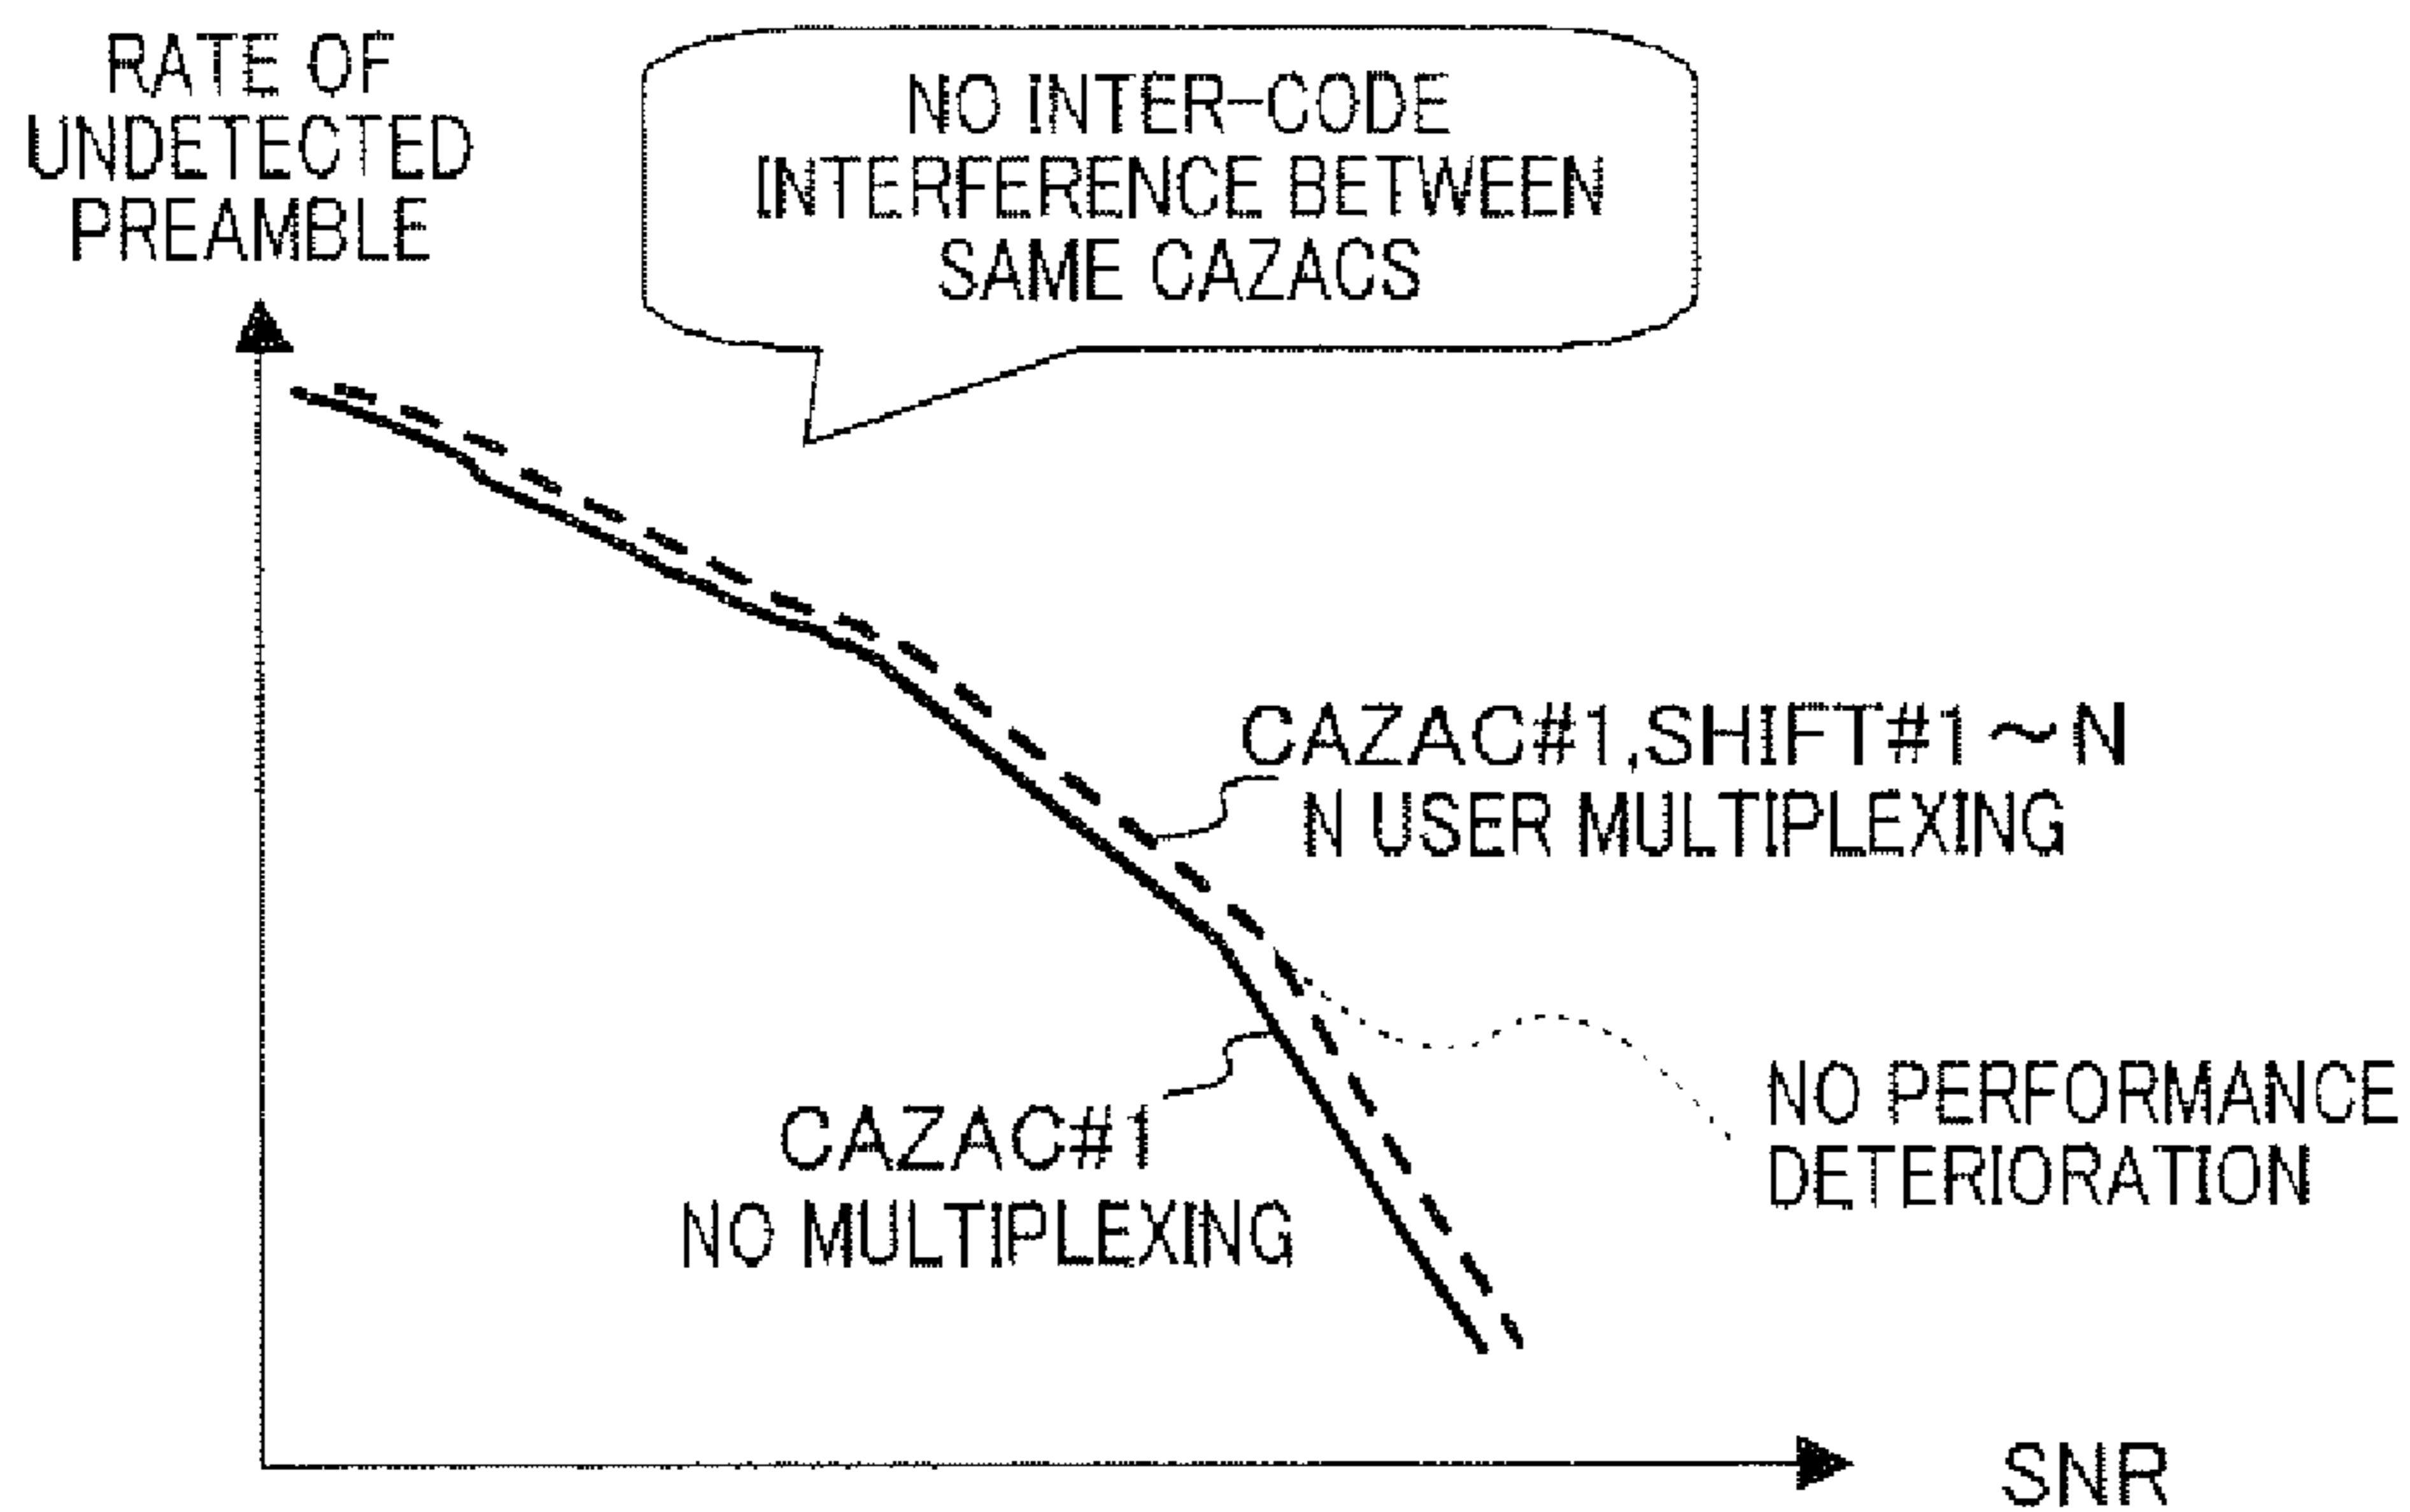 RATE OF
UNDETECTED
PREAMBLE
NO INTER-CODE
INTERFERENCE BETWEEN
SAME CAZACS
CAZAC#1,SHIFT#1～N
N USER MULTIPLEXING
CAZAC#1
NO MULTIPLEXING
NO PERFORMANCE
DETERIORATION
SNR